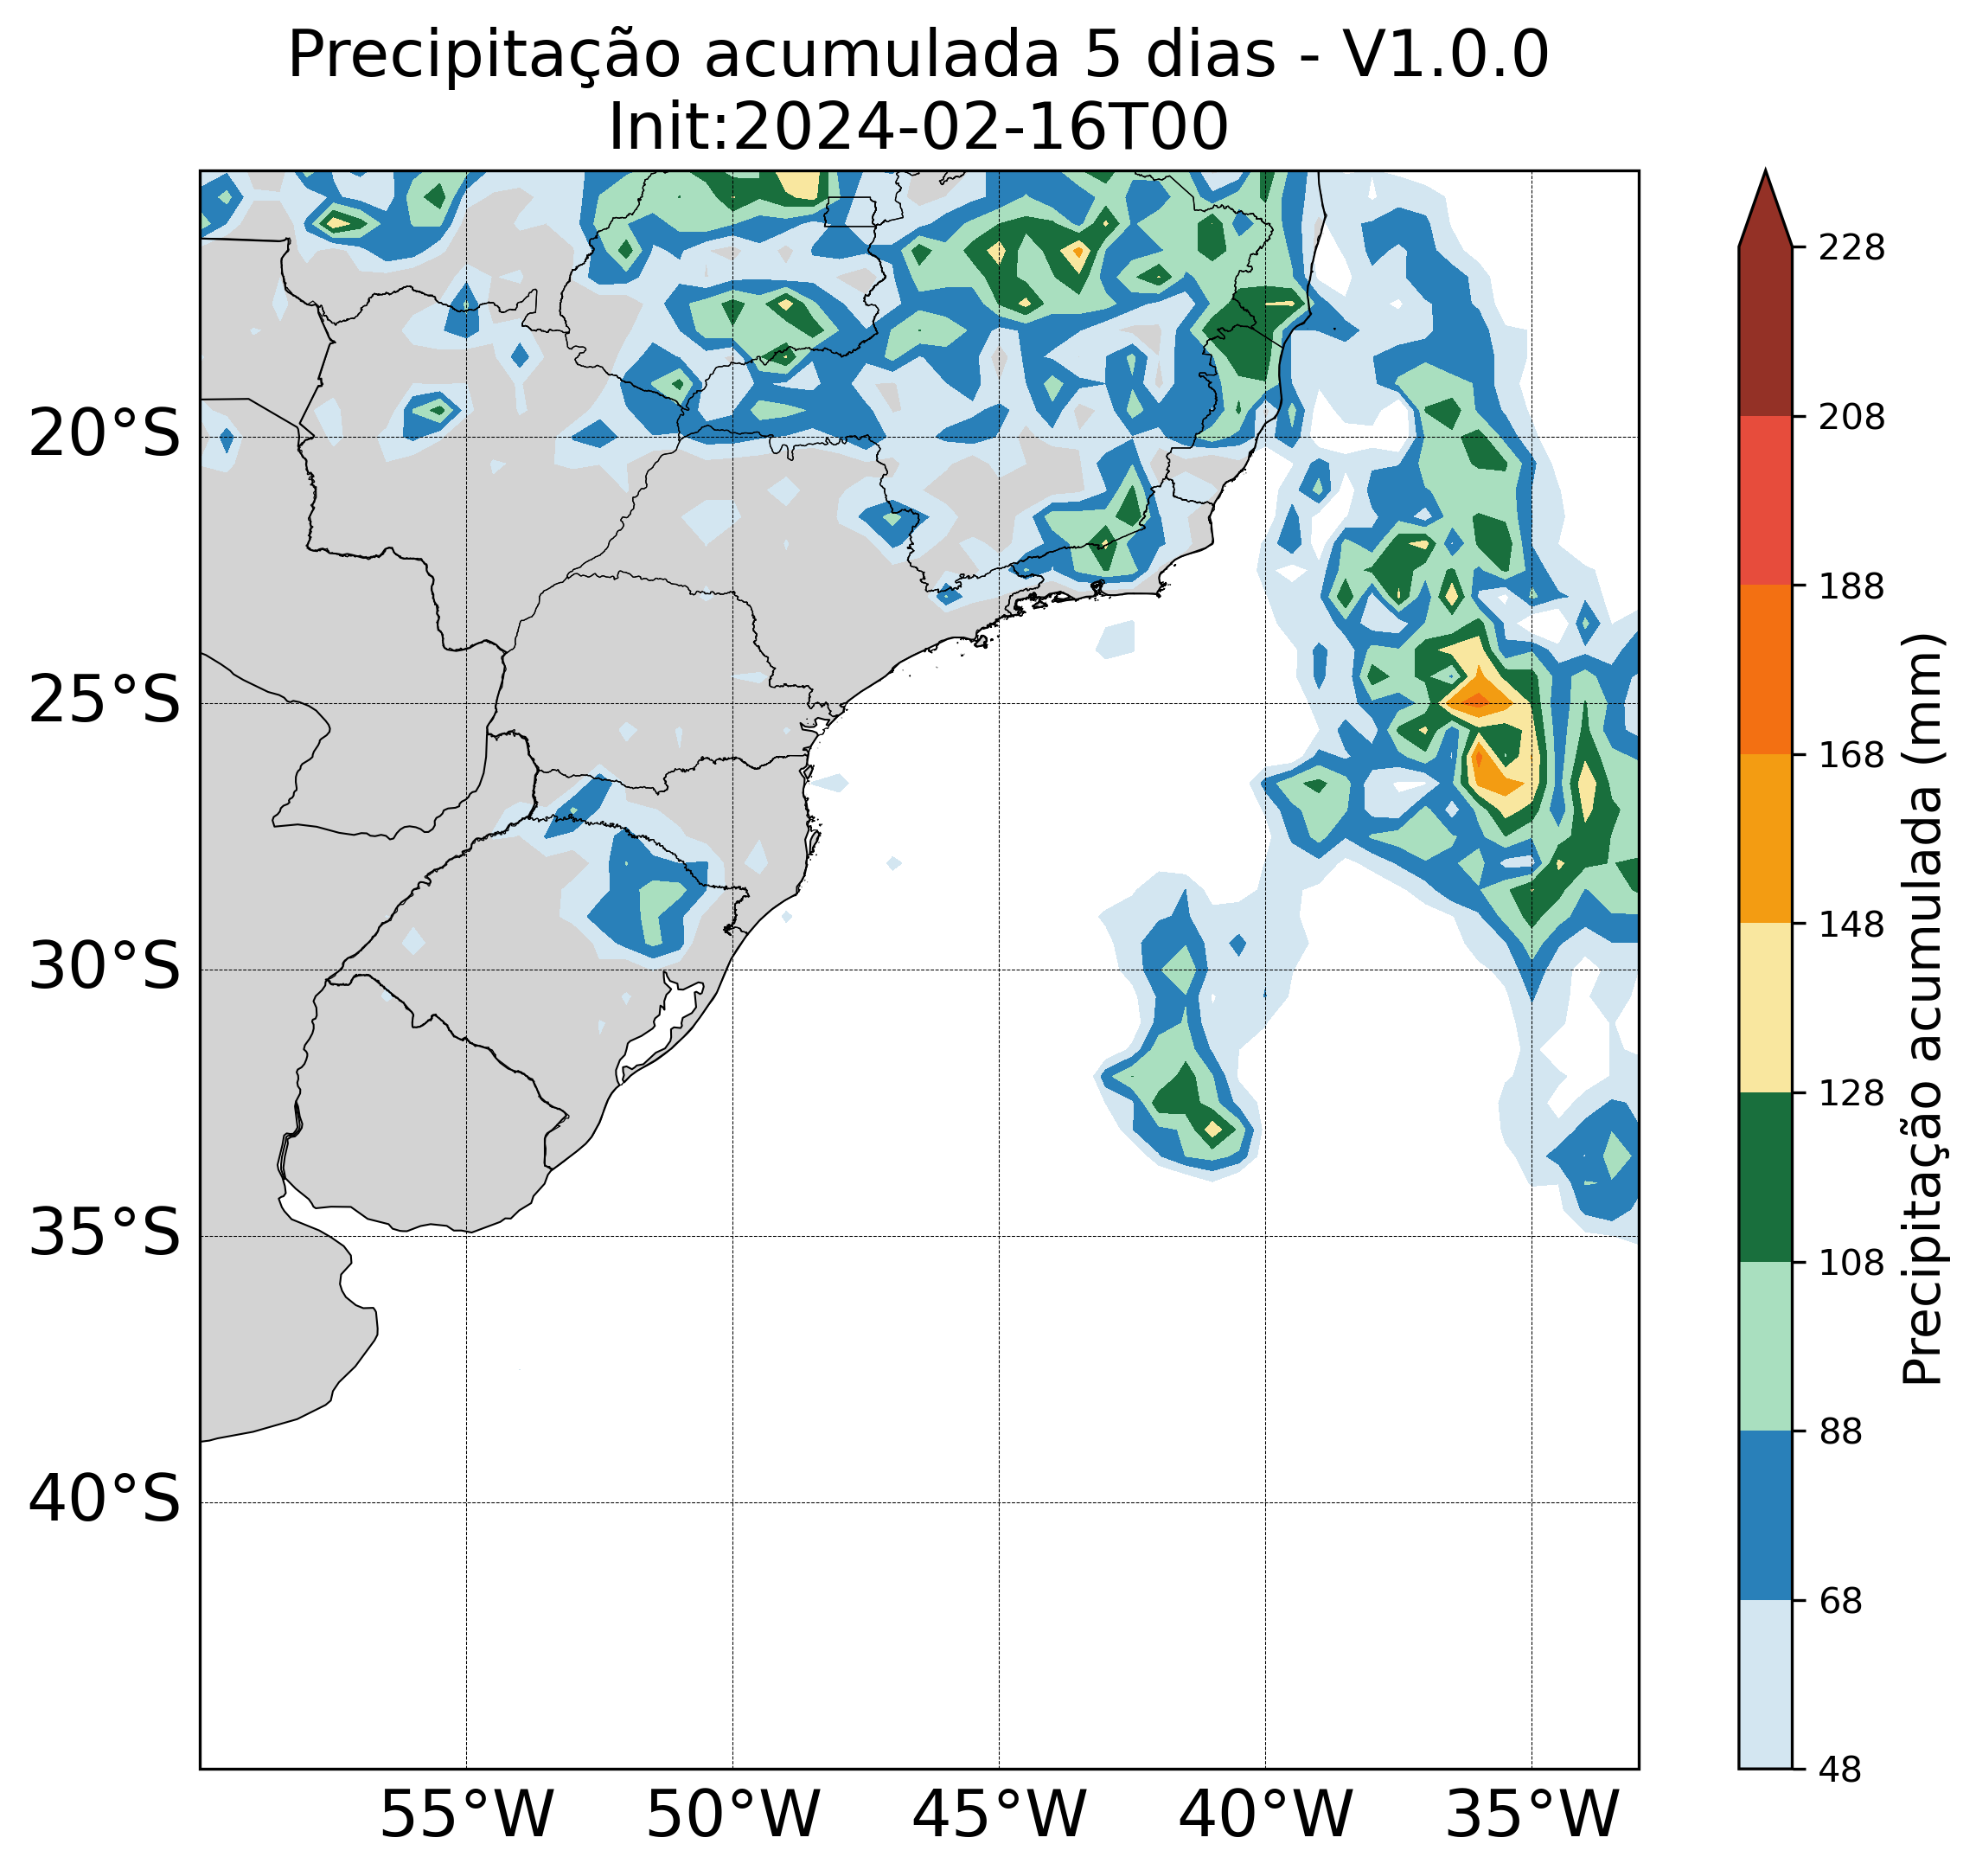 Precipitação acumulada 5 dias - V1.0.0
Init:2024-02-16T00
20°S
25°S
30°S
35°S
40°S
55°W
50°W
45°W
40°W
35°W
228
208
188
168
148
128
108
88
68
48
Precipitação acumulada (mm)